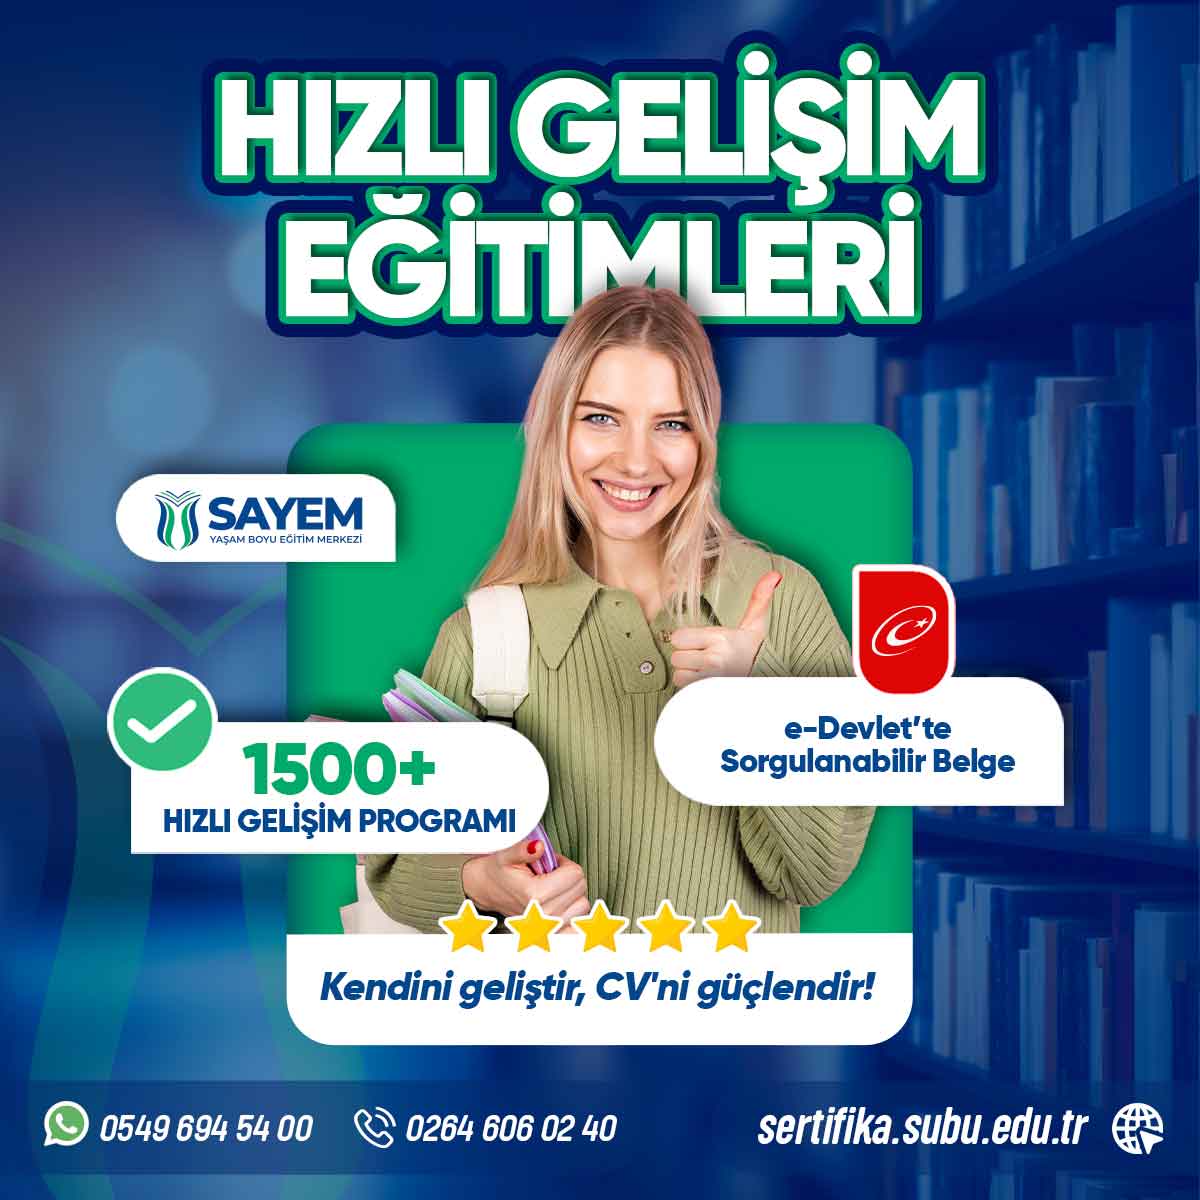 HIZLI GELİŞİM
EĞİTİMLERİ
SAYEM
YAŞAM BOYU EĞİTİM MERKEZİ
1500+
HIZLI GELİŞİM PROGRAMI
e-Devlet’te
Sorgulanabilir Belge
Kendini geliştir, CV'ni güçlendir!
0549 694 54 00
0264 606 02 40
sertifika.subu.edu.tr